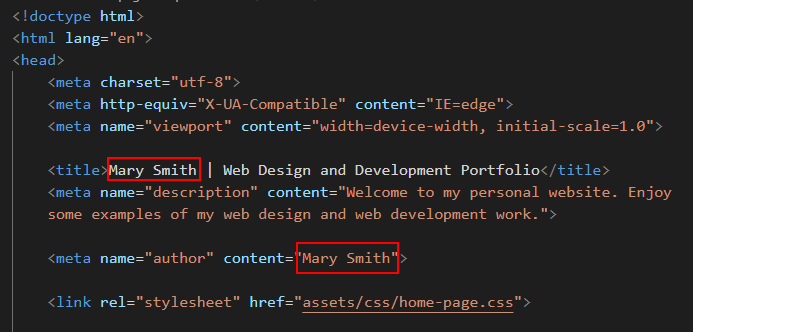 <!doctype html>
<html lang="en">
<head>
<meta charset="utf-8">
<meta http-equiv="X-UA-Compatible" content="IE=edge">
<meta name="viewport" content="width=device-width, initial-scale=1.0">
<title>Mary Smith | Web Design and Development Portfolio</title>
<meta name="description" content="Welcome to my personal website. Enjoy
some examples of my web design and web development work.">
<meta name="author" content="Mary Smith">
<link rel="stylesheet" href="assets/css/home-page.css">